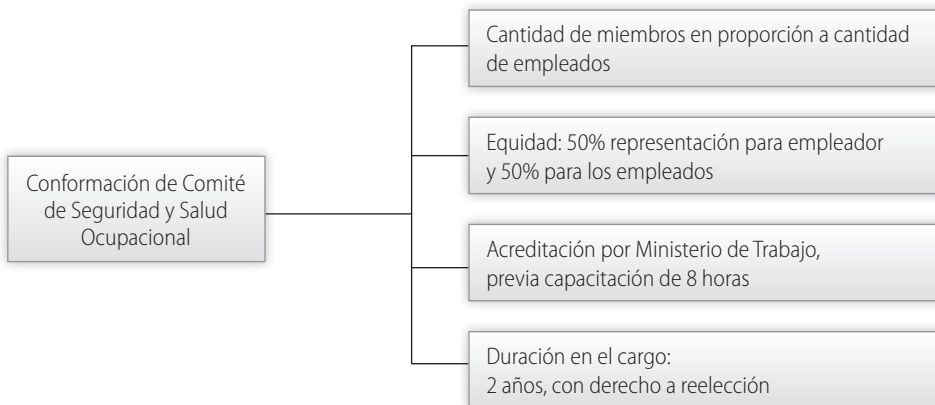 Cantidad de miembros en proporción a cantidad
de empleados
Equidad: 50% representación para empleador
y 50% para los empleados
Conformación de Comité
de Seguridad y Salud
Ocupacional
Acreditación por Ministerio de Trabajo,
previa capacitación de 8 horas
Duración en el cargo:
2 años, con derecho a reelección